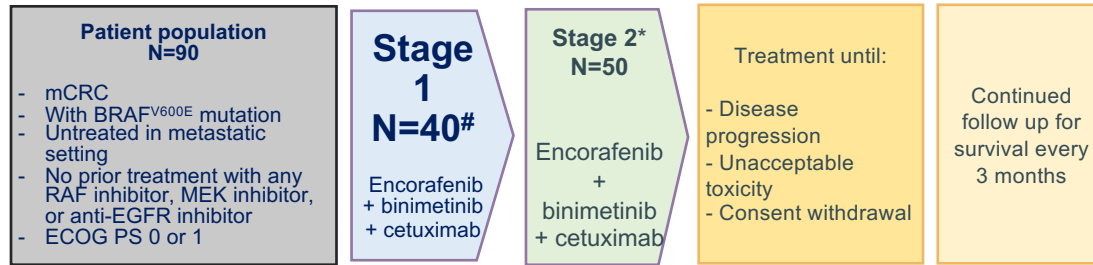 Patient population
N=90
- mCRC
- With BRAFV600E mutation
- Untreated in metastatic
setting
- No prior treatment with any
RAF inhibitor, MEK inhibitor,
or anti-EGFR inhibitor
- ECOG PS 0 or 1
Stage
1
N=40#
Encorafenib
+ binimetinib
+ cetuximab
Stage 2*
N=50
Encorafenib
+
binimetinib
+ cetuximab
Treatment until:
- Disease
progression
- Unacceptable
toxicity
- Consent withdrawal
Continued
follow up for
survival every
3 months